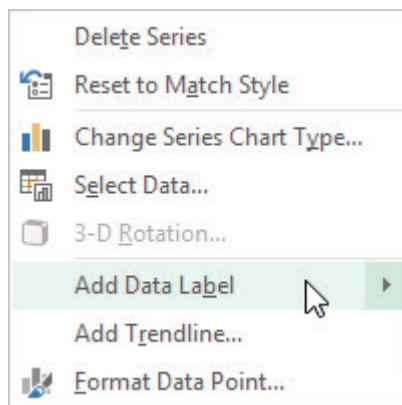 Delete Series
Reset to Match Style
Change Series Chart Type...
Select Data...
3-D Rotation...
Add Data Label
Add Trendline...
Format Data Point...